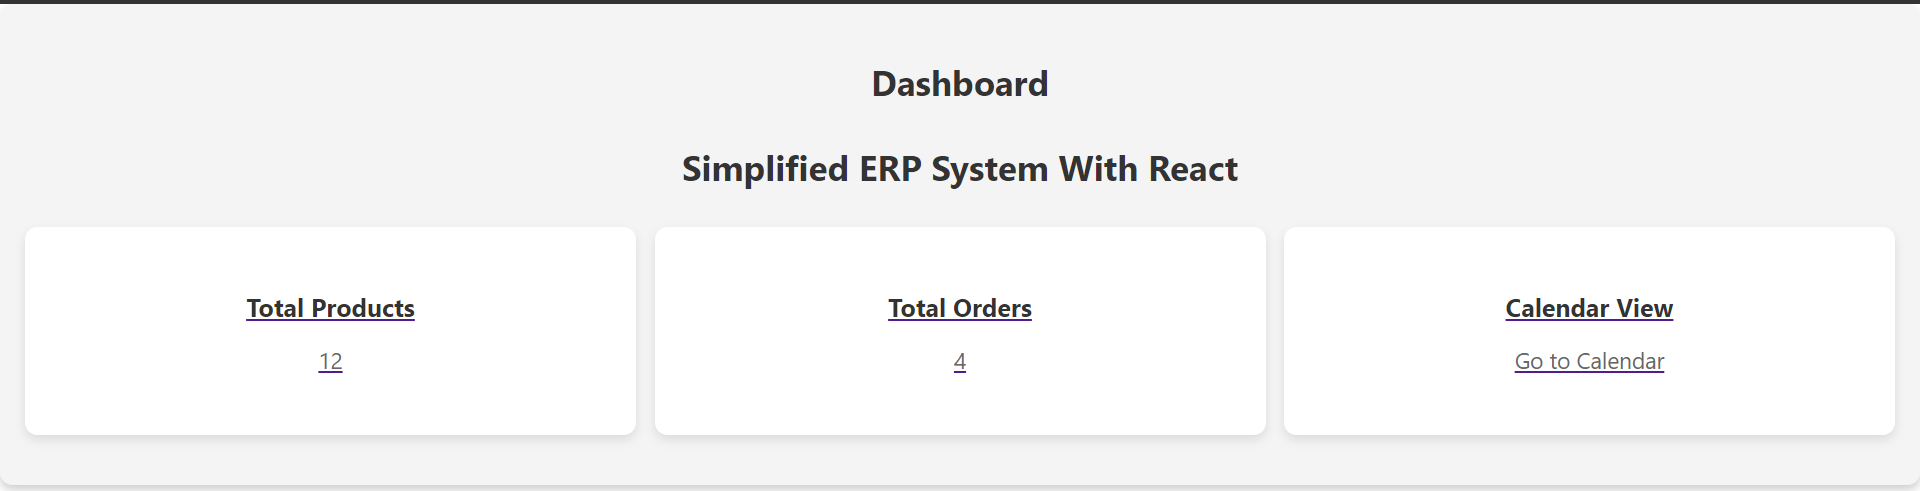 Dashboard
Simplified ERP System With React
Total Products
12
Total Orders
4
Calendar View
Go to Calendar